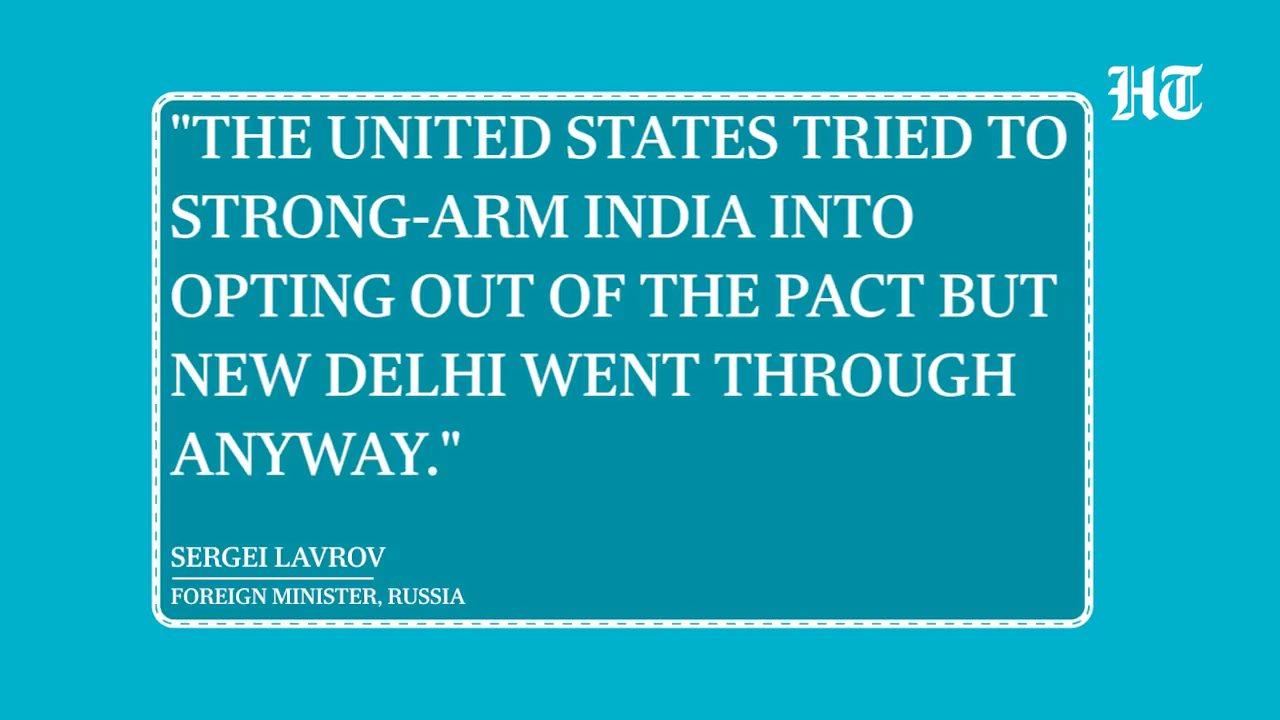 HT
"THE UNITED STATES TRIED TO
STRONG-ARM INDIA INTO
OPTING OUT OF THE PACT BUT
NEW DELHI WENT THROUGH
ANYWAY."
SERGEI LAVROV
FOREIGN MINISTER, RUSSIA